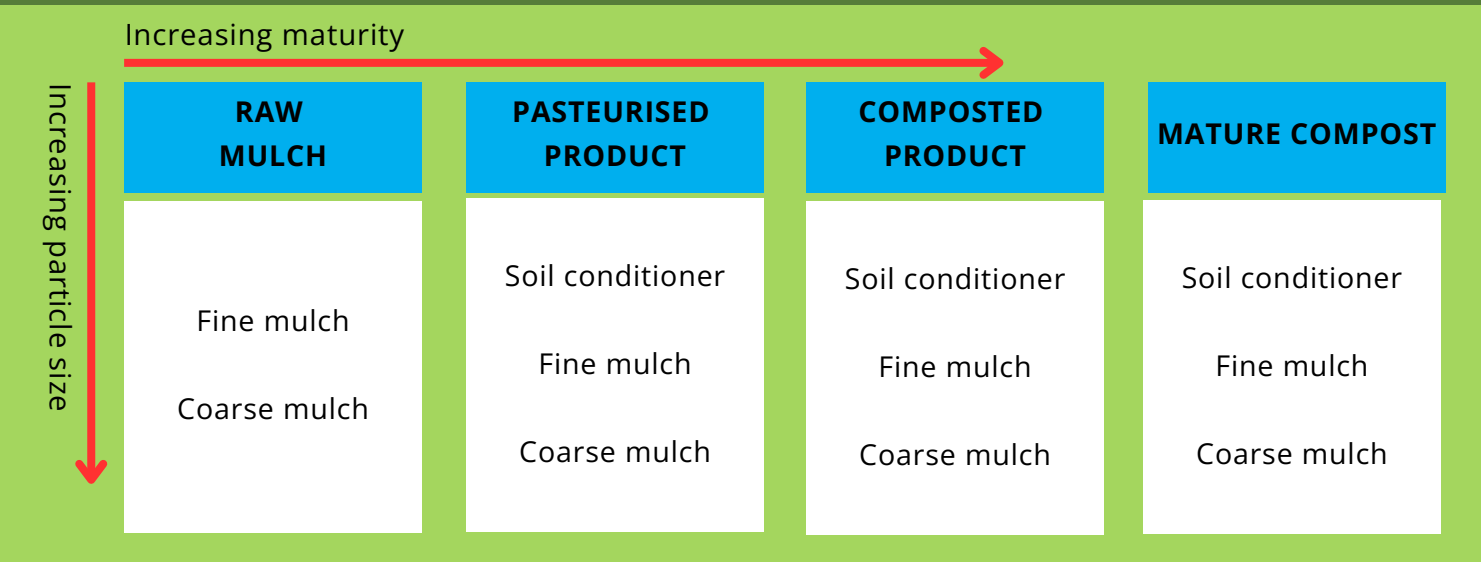 Increasing maturity
Increasing particle size
RAW
MULCH
Fine mulch
Coarse mulch
PASTEURISED
PRODUCT
Soil conditioner
Fine mulch
Coarse mulch
COMPOSTED
PRODUCT
Soil conditioner
Fine mulch
Coarse mulch
MATURE COMPOST
Soil conditioner
Fine mulch
Coarse mulch